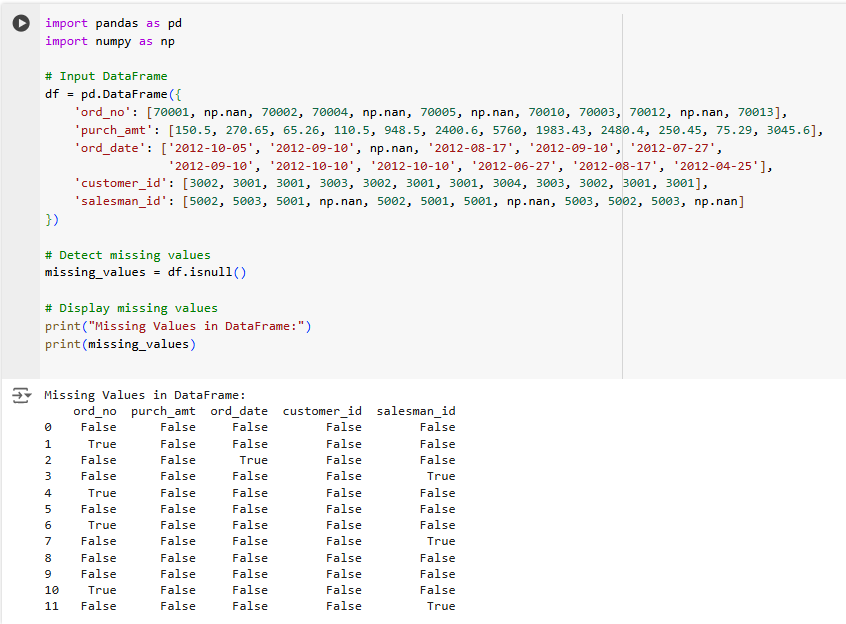 import pandas as pd
import numpy as np
# Input DataFrame
df = pd.DataFrame({
    'ord_no': [70001, np.nan, 70002, 70004, np.nan, 70005, np.nan, 70010, 70003, 70012, np.nan, 70013],
    'purch_amt': [150.5, 270.65, 65.26, 110.5, 948.5, 2400.6, 5760, 1983.43, 2480.4, 250.45, 75.29, 3045.6],
    'ord_date': ['2012-10-05', '2012-09-10', np.nan, '2012-08-17', '2012-09-10', '2012-07-27',
                 '2012-09-10', '2012-10-10', '2012-10-10', '2012-06-27', '2012-08-17', '2012-04-25'],
    'customer_id': [3002, 3001, 3001, 3003, 3002, 3001, 3001, 3004, 3003, 3002, 3001, 3001],
    'salesman_id': [5002, 5003, 5001, np.nan, 5002, 5001, 5001, np.nan, 5003, 5002, 5003, np.nan]
})
# Detect missing values
missing_values = df.isnull()
# Display missing values
print("Missing Values in DataFrame:")
print(missing_values)
Missing Values in DataFrame:
    ord_no  purch_amt  ord_date  customer_id  salesman_id
0    False      False     False        False        False
1     True      False     False        False        False
2    False      False      True        False        False
3    False      False     False        False         True
4     True      False     False        False        False
5    False      False     False        False        False
6     True      False     False        False        False
7    False      False     False        False         True
8    False      False     False        False        False
9    False      False     False        False        False
10    True      False     False        False        False
11   False      False     False        False         True